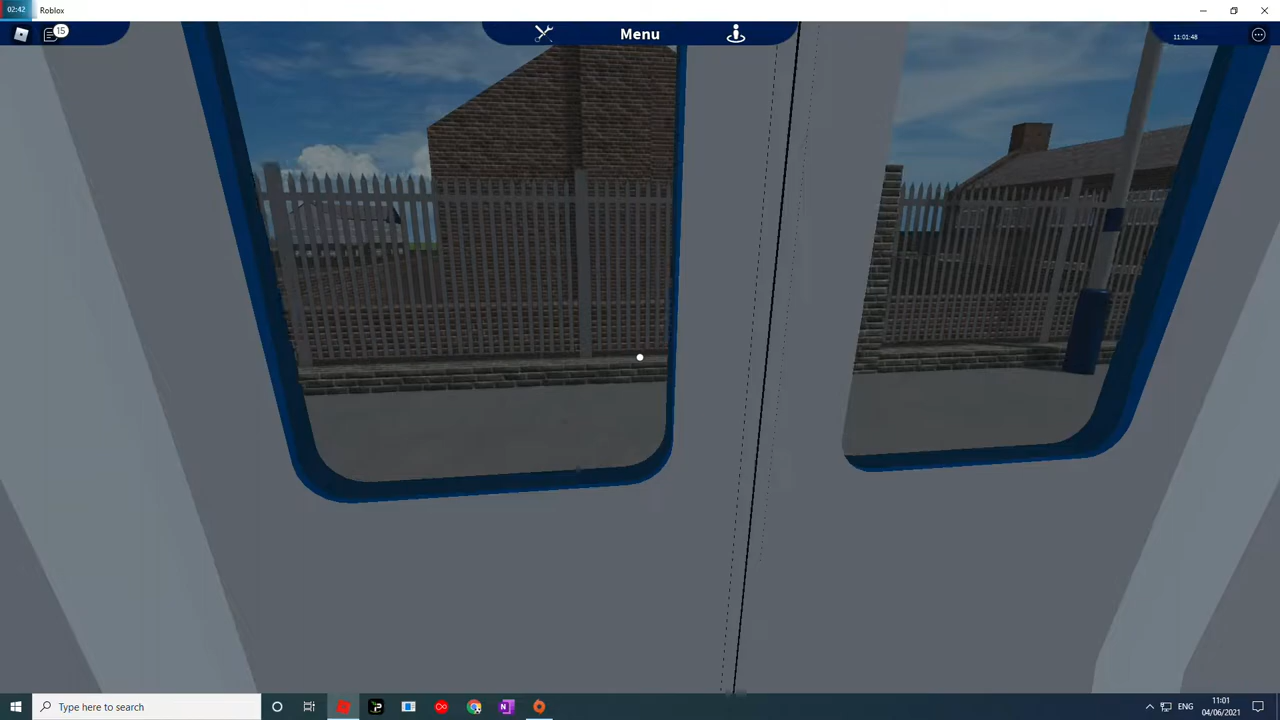 02:42 Roblox
15
Menu
11:01:48
Type here to search
ENG
11:01
04/06/2021